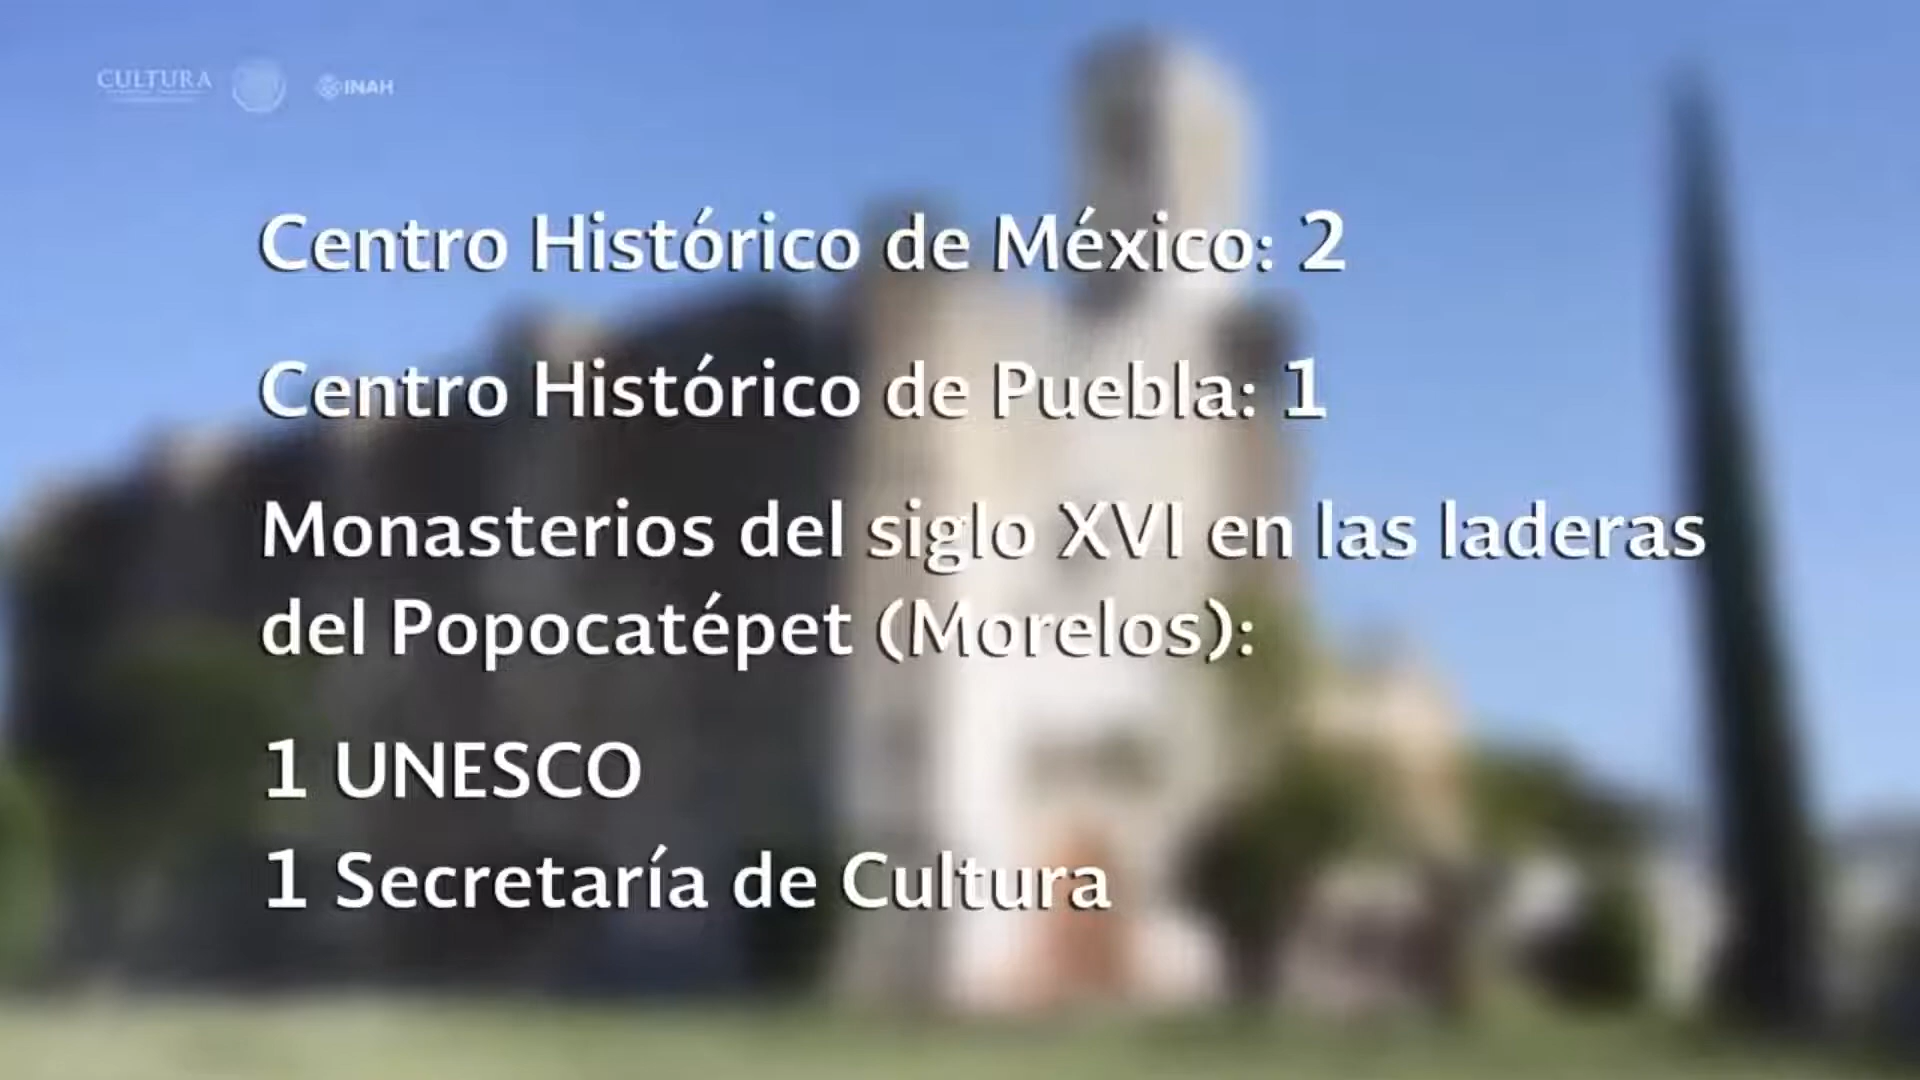 CULTURA
INAH
Centro Histórico de México: 2
Centro Histórico de Puebla: 1
Monasterios del siglo XVI en las laderas
del Popocatépet (Morelos):
1 UNESCO
1 Secretaría de Cultura